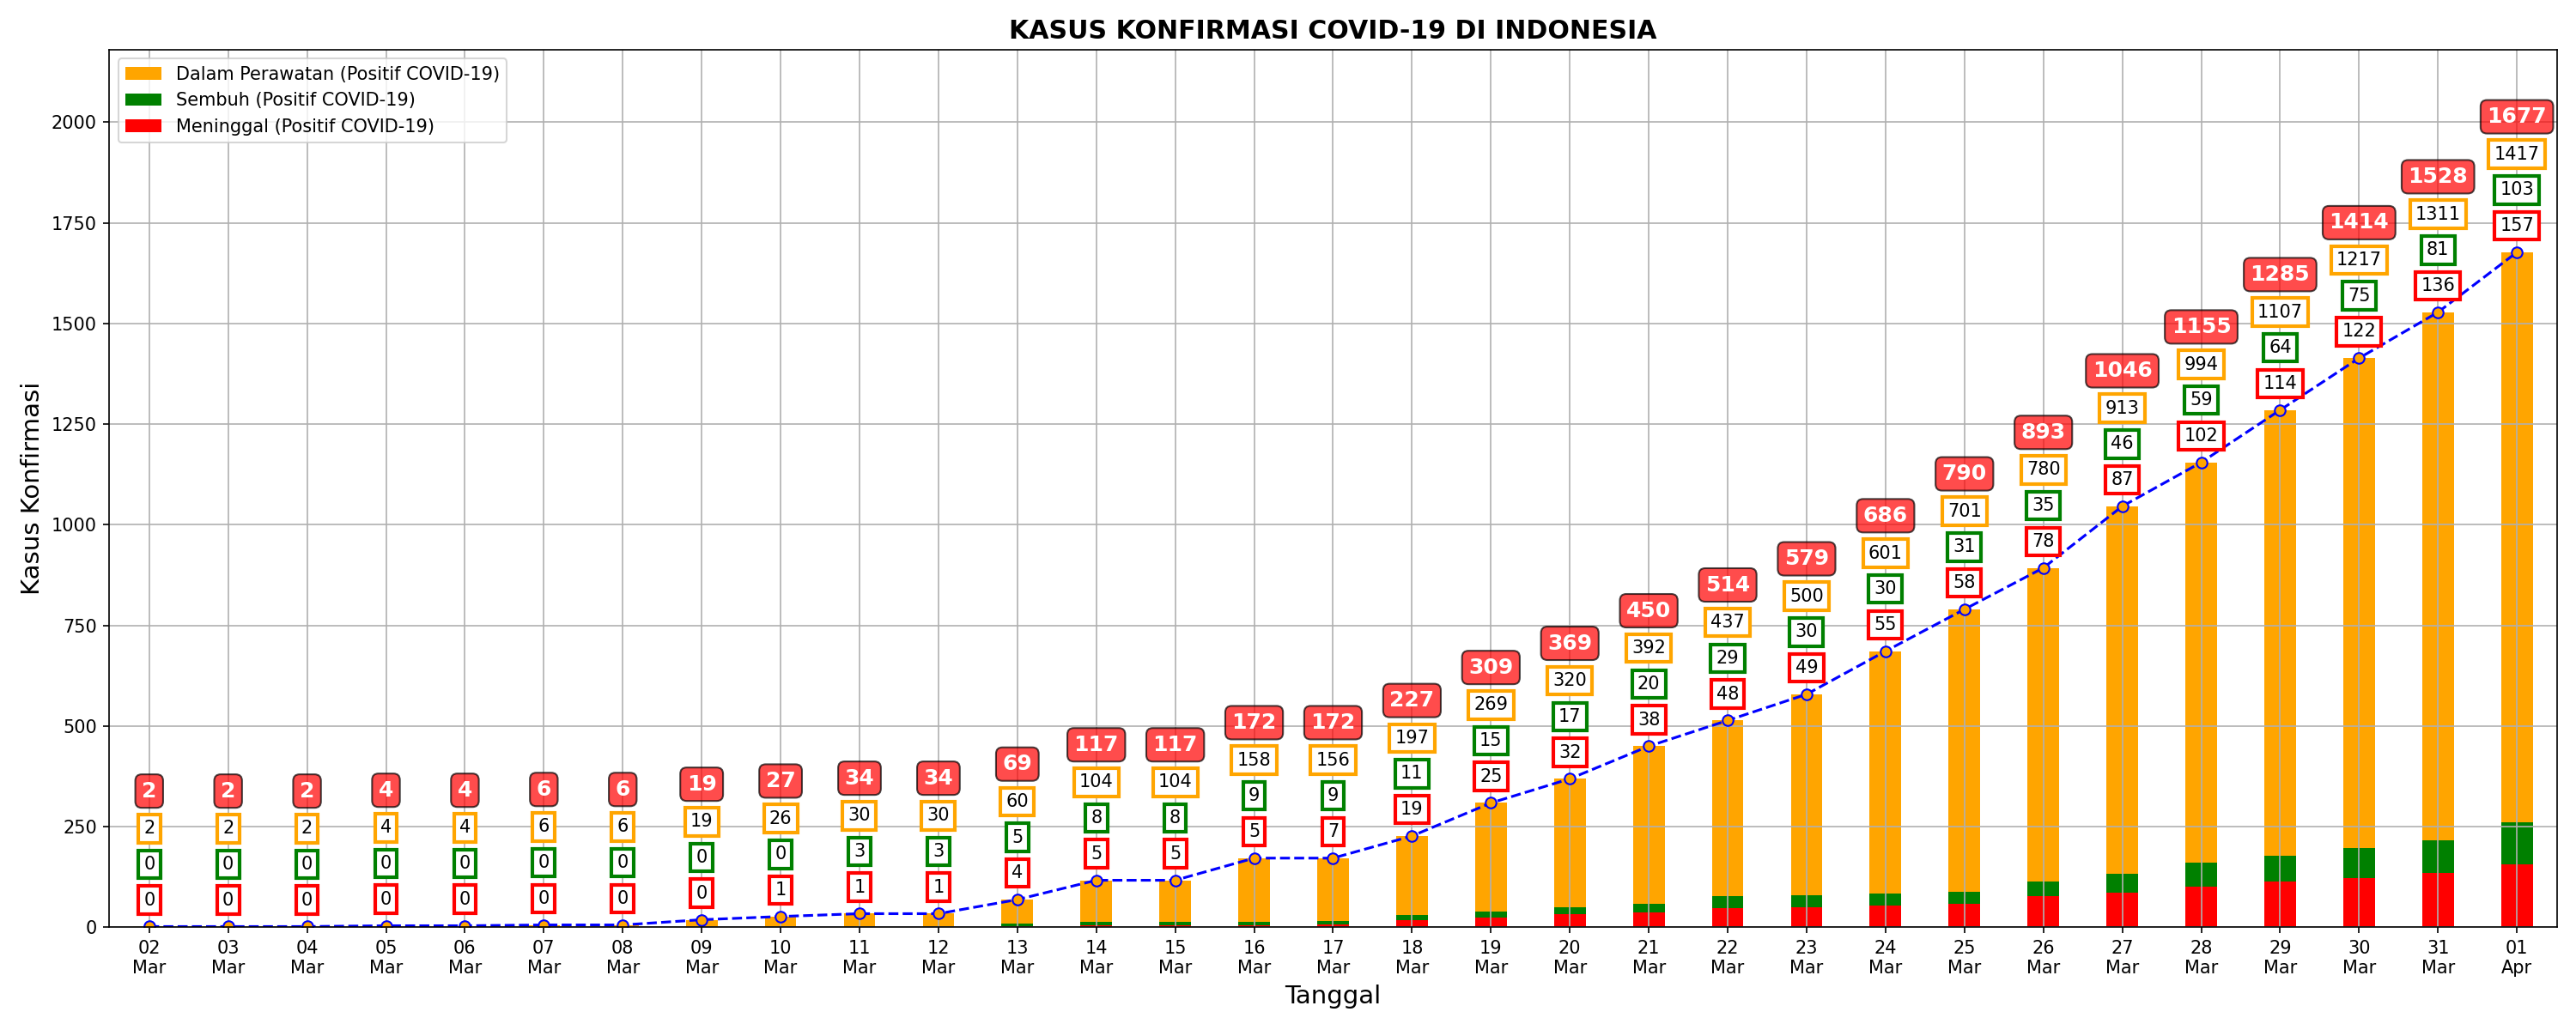 KASUS KONFIRMASI COVID-19 DI INDONESIA
Dalam Perawatan (Positif COVID-19)
Sembuh (Positif COVID-19)
Meninggal (Positif COVID-19)
Kasus Konfirmasi
2000
1750
1500
1250
1000
750
500
250
0
2 2 2 4 4 6 6 19 27 34 34 69 117 117 172 172 227 309 369 450 514 579 686 790 893 1046 1155 1285 1414 1528 1677
2 2 2 4 4 6 6 19 26 30 30 60 104 104 158 156 197 269 320 392 437 500 601 701 780 913 994 1107 1217 1311 1417
0 0 0 0 0 0 0 0 0 3 3 5 8 8 9 9 11 15 17 20 29 30 30 31 35 46 59 64 75 81 103
0 0 0 0 0 0 0 0 1 1 1 4 5 5 5 7 19 25 32 38 48 49 55 58 78 87 102 114 122 136 157
02 03 04 05 06 07 08 09 10 11 12 13 14 15 16 17 18 19 20 21 22 23 24 25 26 27 28 29 30 31 01
Mar Mar Mar Mar Mar Mar Mar Mar Mar Mar Mar Mar Mar Mar Mar Mar Mar Mar Mar Mar Mar Mar Mar Mar Mar Mar Mar Mar Mar Mar Apr
Tanggal